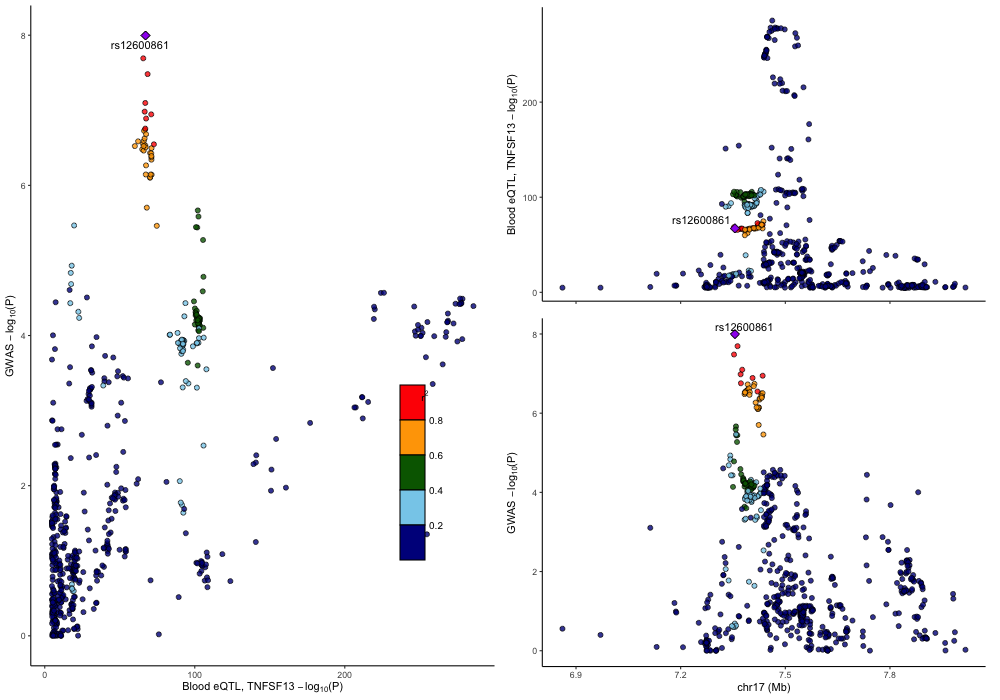 8
6
4
2
0
GWAS −log10(P)
rs12600861
r2
0.8
0.6
0.4
0.2
0
100
200
Blood eQTL, TNFSF13 −log10(P)
Blood eQTL, TNFSF13 −log10(P)
200
100
0
rs12600861
GWAS −log10(P)
8
6
4
2
0
rs12600861
6.9
7.2
7.5
7.8
chr17 (Mb)